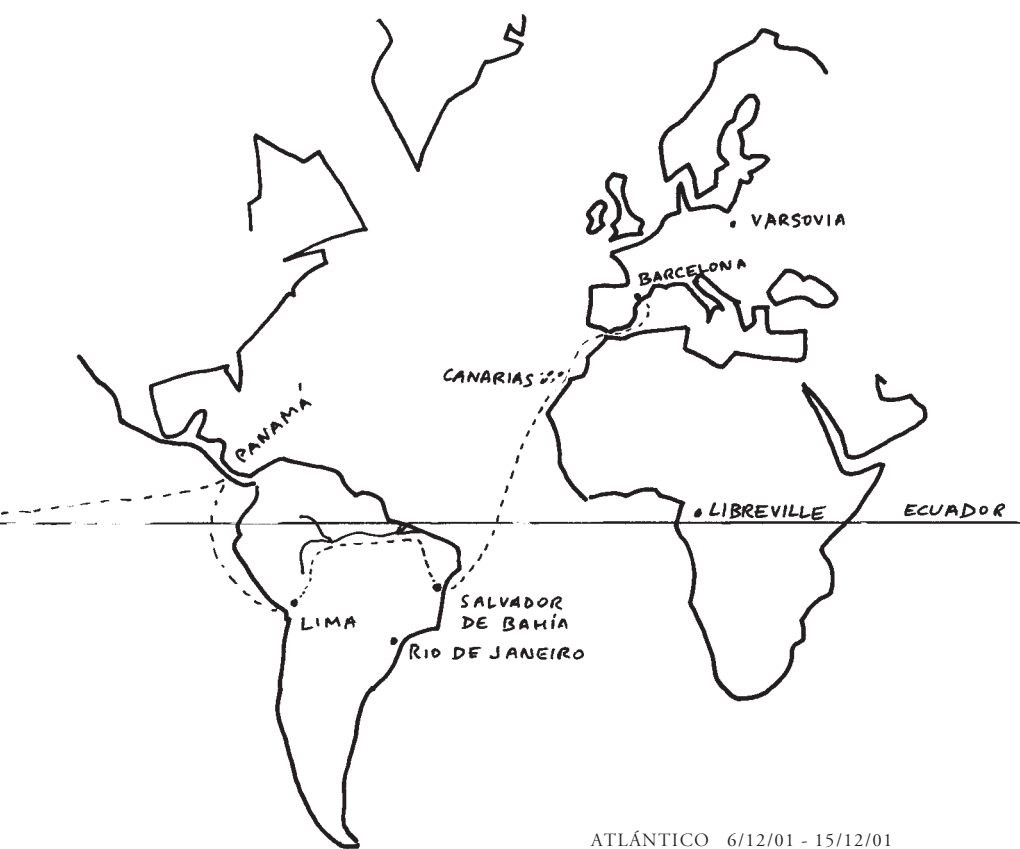 VARSOVIA
BARCELONA
CANARIAS
PANAMÁ
LIBREVILLE
ECUADOR
LIMA
SALVADOR
DE BAHÍA
RIO DE JANEIRO
ATLÁNTICO 6/12/01 - 15/12/01